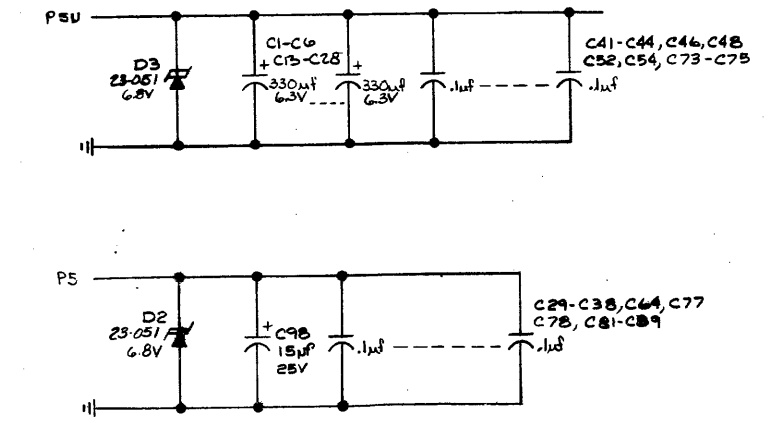 P5U
D3
23-051
6.8V
C1-C6
+ C13-C28
330uf
6.3V
+
330uf
6.3V
.1uf
C41-C44, C46, C48
C52, C54, C73-C75
.1uf
P5
D2
23-051
6.8V
+ C98
15µF
25V
.1uf
C29-C38, C64, C77
C78, C81-C89
.1uf